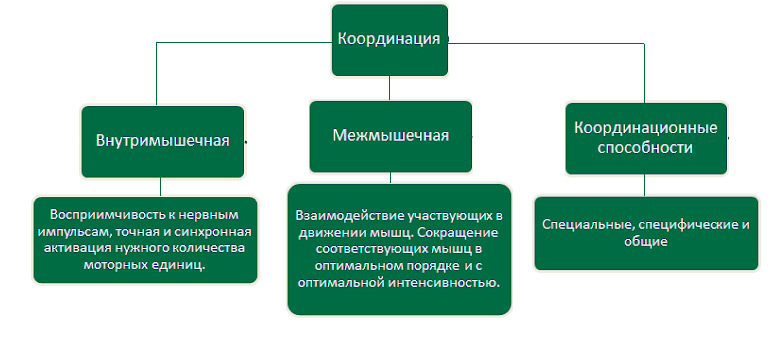 Координация
Внутримышечная
Межмышечная
Координационные
способности
Восприимчивость к нервным
импульсам, точная и синхронная
активация нужного количества
моторных единиц.
Взаимодействие участвующих в
движении мышц. Сокращение
соответствующих мышц в
оптимальном порядке и с
оптимальной интенсивностью.
Специальные, специфические и
общие